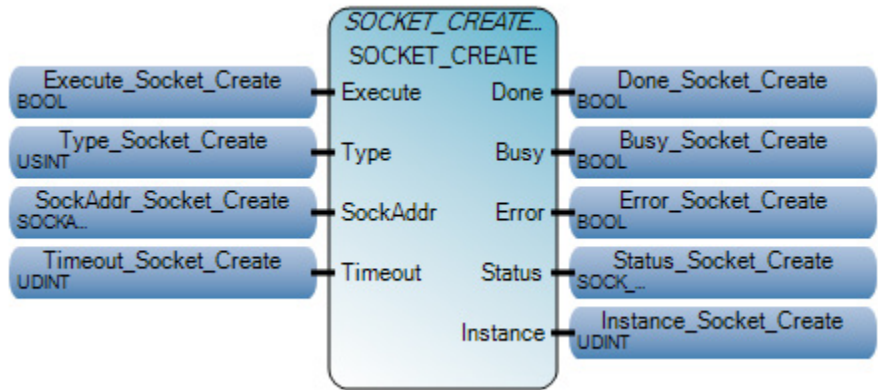 SOCKET_CREATE...
SOCKET_CREATE
Execute_Socket_Create
BOOL
Execute
Done
Done_Socket_Create
BOOL
Type_Socket_Create
USINT
Type
Busy
Busy_Socket_Create
BOOL
SockAddr_Socket_Create
SOCKA...
SockAddr
Error
Error_Socket_Create
BOOL
Timeout_Socket_Create
UDINT
Timeout
Status
Status_Socket_Create
SOCK_...
Instance
Instance_Socket_Create
UDINT